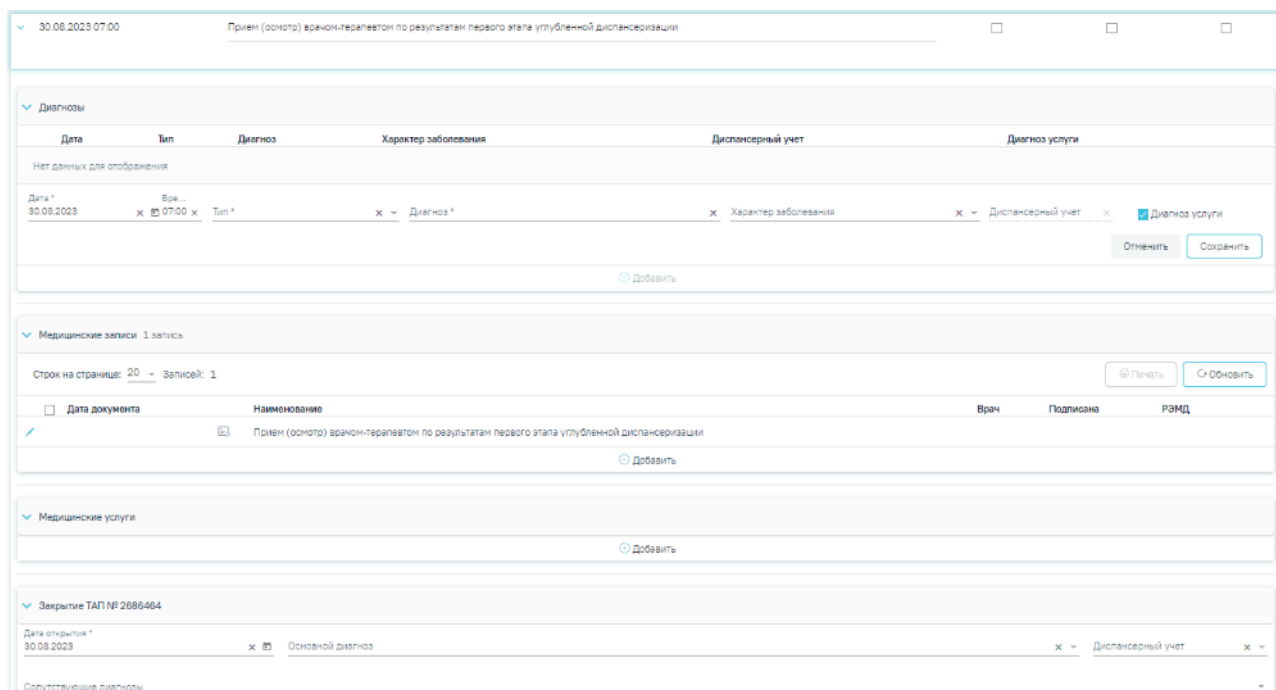 30.08.2023 07:00 Прием (осмотр) врачом-терапевтом по результатам первого этапа углубленной диспансеризации
Диагнозы
Дата Тип Диагноз Характер заболевания Диспансерный учет Диагноз услуги
Нет данных для отображения
Дата * Вре...
30.08.2023 07:00 Тип * Диагноз * Характер заболевания Диспансерный учет Диагноз услуги
Отменить Сохранить
Добавить
Медицинские записи 1 запись
Строк на странице: 20 Записей: 1 Печать Обновить
Дата документа Наименование Врач Подписана РЭМД
Прием (осмотр) врачом-терапевтом по результатам первого этапа углубленной диспансеризации
Добавить
Медицинские услуги
Добавить
Закрытие ТАП № 2686464
Дата открытия *
30.08.2023 Основной диагноз Диспансерный учет
Сопутствующие диагнозы